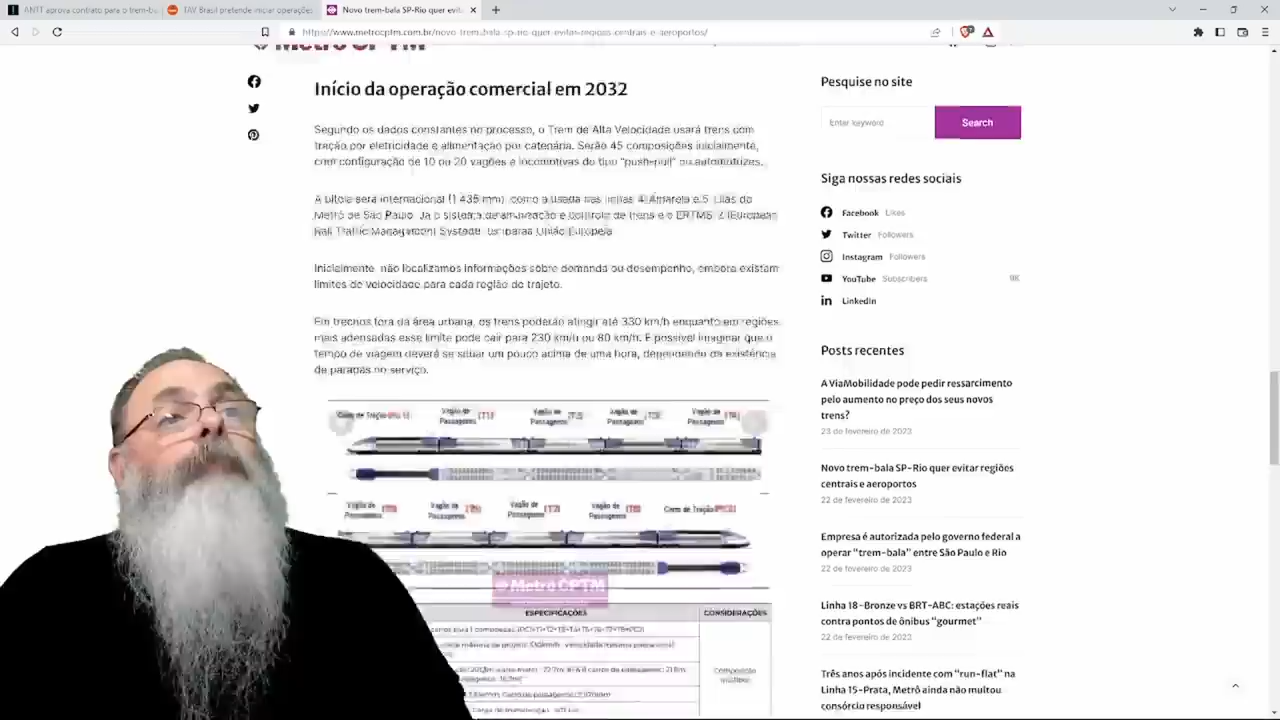 ANTT aprova contrato para o trem-bu
TAV Brasil pretende iniciar operações
Novo trem-bala SP-Rio quer evit
https://www.metrocptm.com.br/novo-trem-bala-sp-rio-quer-evitar-regioes-centrais-e-aeroportos/
Metrô CPTM
Início da operação comercial em 2032
Segundo os dados constantes no processo, o Trem de Alta Velocidade usará trens com
tração por eletricidade e alimentação por catenária. Serão 45 composições inicialmente,
com configuração de 10 ou 20 vagões e locomotivas do tipo "push-pull" ou automotrizes.
A bitola será internacional (1.435 mm), como a usada nas linhas 4-Amarela e 5-Lilás do
Metrô de São Paulo. Já o sistema de sinalização e controle de trens é o ERTMS-2 (European
Rail Traffic Management System),
Inicialmente, não localizamos informações sobre demanda ou desempenho, embora existam
limites de velocidade para cada região do trajeto.
Em trechos fora da área urbana, os trens poderão atingir até 330 km/h enquanto em regiões
mais adensadas esse limite pode cair para 230 km/h ou 80 km/h. É possível imaginar que o
tempo de viagem deverá se situar um pouco acima de uma hora, dependendo da existência
de paradas no serviço.
Carro de Tração
Vagão de Passageiros
Vagão de Passageiros
Vagão de Passageiros
Vagão de Passageiros
Vagão de Passageiros
Vagão de Passageiros
Vagão de Passageiros
Vagão de Passageiros
Carro de Tração
Metrô CPTM
ESPECIFICAÇÕES
CONSIDERAÇÕES
Composição
Pesquise no site
Enter keyword
Search
Siga nossas redes sociais
Facebook Likes
Twitter Followers
Instagram Followers
YouTube Subscribers 9K
LinkedIn
Posts recentes
A ViaMobilidade pode pedir ressarcimento
pelo aumento no preço dos seus novos
trens?
23 de fevereiro de 2023
Novo trem-bala SP-Rio quer evitar regiões
centrais e aeroportos
22 de fevereiro de 2023
Empresa é autorizada pelo governo federal a
operar "trem-bala" entre São Paulo e Rio
22 de fevereiro de 2023
Linha 18-Bronze vs BRT-ABC: estações reais
contra pontos de ônibus "gourmet"
22 de fevereiro de 2023
Três anos após incidente com "run-flat" na
Linha 15-Prata, Metrô ainda não multou
consórcio responsável